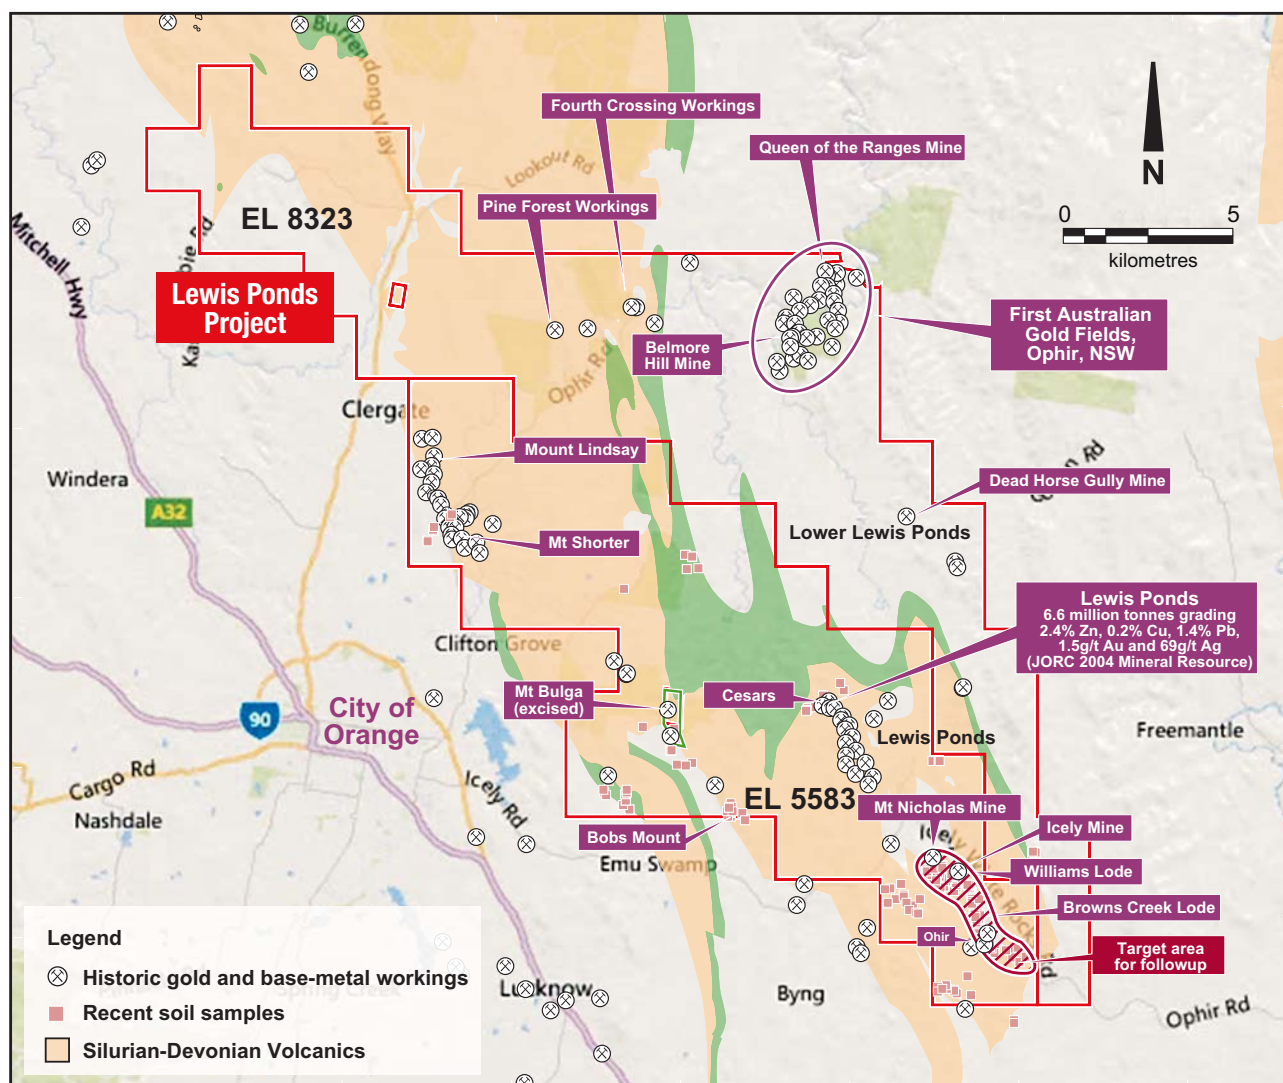 Burrendong Way
Fourth Crossing Workings
Queen of the Ranges Mine
Lookout Rd
N
Pine Forest Workings
EL 8323
0 5
kilometres
Mitchell Hwy
Lewis Ponds
Project
First Australian
Gold Fields,
Ophir, NSW
Belmore
Hill Mine
Ophir Rd
Clergate
Mount Lindsay
Windera
Dead Horse Gully Mine
A32
Lower Lewis Ponds
Mt Shorter
Lewis Ponds
6.6 million tonnes grading
2.4% Zn, 0.2% Cu, 1.4% Pb,
1.5g/t Au and 69g/t Ag
(JORC 2004 Mineral Resource)
Clifton Grove
Mt Bulga
(excised)
Cesars
City of
Orange
90
Lewis Ponds
Freemantle
Cargo Rd
Icely Rd
EL 5583
Mt Nicholas Mine
Nashdale
Bobs Mount
Icely Mine
Emu Swamp
Williams Lode
Browns Creek Lode
Ohir
Target area
for followup
Legend
Historic gold and base-metal workings
Recent soil samples
Silurian-Devonian Volcanics
Spring Creek
Lucknow
Byng
Ophir Rd